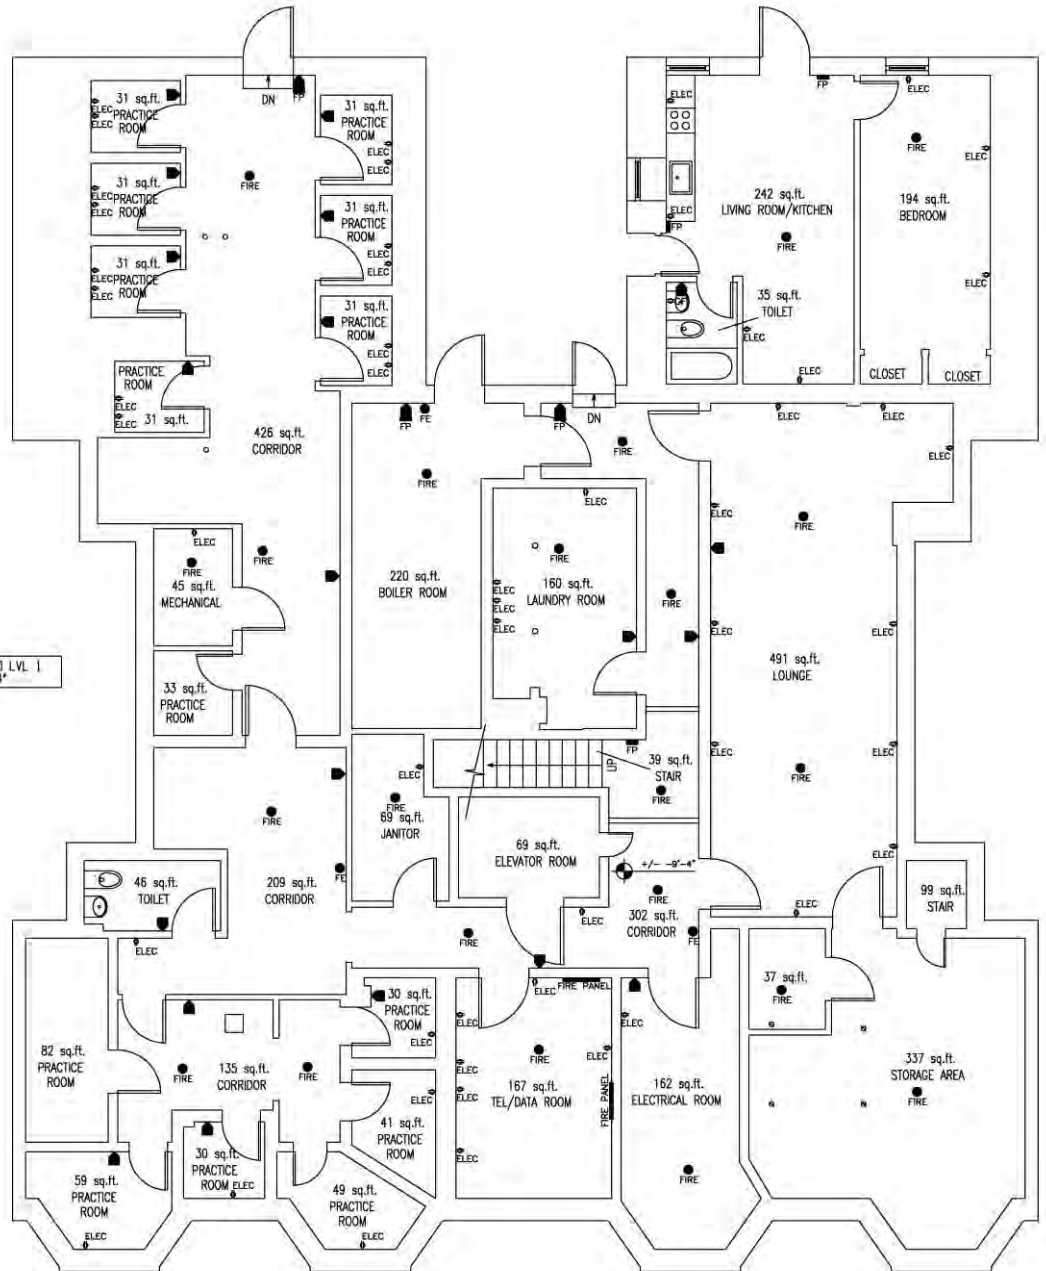 DN
FP
31 sq.ft.
PRACTICE
ROOM
ELEC
ELEC
31 sq.ft.
PRACTICE
ROOM
ELEC
ELEC
FIRE
31 sq.ft.
PRACTICE
ROOM
ELEC
ELEC
31 sq.ft.
PRACTICE
ROOM
ELEC
ELEC
31 sq.ft.
PRACTICE
ROOM
ELEC
ELEC
31 sq.ft.
PRACTICE
ROOM
ELEC
ELEC
PRACTICE
ROOM
ELEC
ELEC
31 sq.ft.
426 sq.ft.
CORRIDOR
ELEC
FP
ELEC
FIRE
ELEC
242 sq.ft.
LIVING ROOM/KITCHEN
194 sq.ft.
BEDROOM
ELEC
FP
FIRE
GF
35 sq.ft.
TOILET
ELEC
ELEC
ELEC
CLOSET
CLOSET
DN
FP
FE
FP
FIRE
FIRE
ELEC
ELEC
ELEC
ELEC
FIRE
ELEC
ELEC
FIRE
45 sq.ft.
MECHANICAL
FIRE
220 sq.ft.
BOILER ROOM
FIRE
160 sq.ft.
LAUNDRY ROOM
ELEC
ELEC
ELEC
FIRE
ELEC
ELEC
491 sq.ft.
LOUNGE
LVL 1
33 sq.ft.
PRACTICE
ROOM
ELEC
ELEC
FIRE
FP
39 sq.ft.
STAIR
UP
FIRE
ELEC
FIRE
69 sq.ft.
JANITOR
FIRE
69 sq.ft.
ELEVATOR ROOM
+/- -9'-4"
ELEC
FE
46 sq.ft.
TOILET
209 sq.ft.
CORRIDOR
FIRE
302 sq.ft.
CORRIDOR
ELEC
FE
ELEC
99 sq.ft.
STAIR
ELEC
FIRE
37 sq.ft.
FIRE
ELEC
FIRE PANEL
30 sq.ft.
PRACTICE
ROOM
ELEC
ELEC
ELEC
82 sq.ft.
PRACTICE
ROOM
FIRE
135 sq.ft.
CORRIDOR
FIRE
ELEC
ELEC
FIRE
ELEC
167 sq.ft.
TEL/DATA ROOM
FIRE PANEL
162 sq.ft.
ELECTRICAL ROOM
337 sq.ft.
STORAGE AREA
FIRE
ELEC
41 sq.ft.
PRACTICE
ROOM
ELEC
30 sq.ft.
PRACTICE
ROOM
ELEC
FIRE
59 sq.ft.
PRACTICE
ROOM
ELEC
49 sq.ft.
PRACTICE
ROOM
ELEC